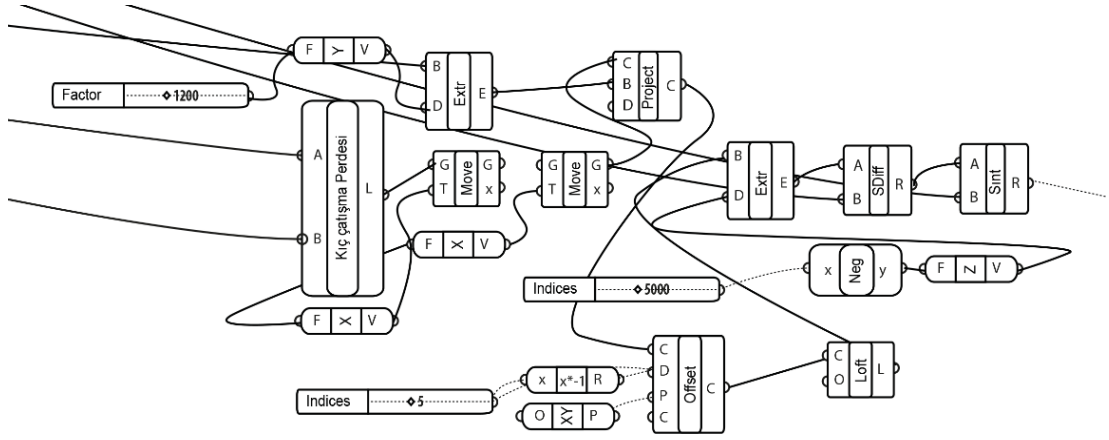 F Y V
Factor 1200
B D Extr E
C B D Project C
A B Kıç çatışma Perdesi L
G T Move G x
G T Move G x
F X V
F X V
B D Extr E
A B SDiff R
A B Sint R
Indices 5000
x Neg y
F Z V
Indices 5
x x*-1 R
O XY P
C D P C Offset C
C O Loft L